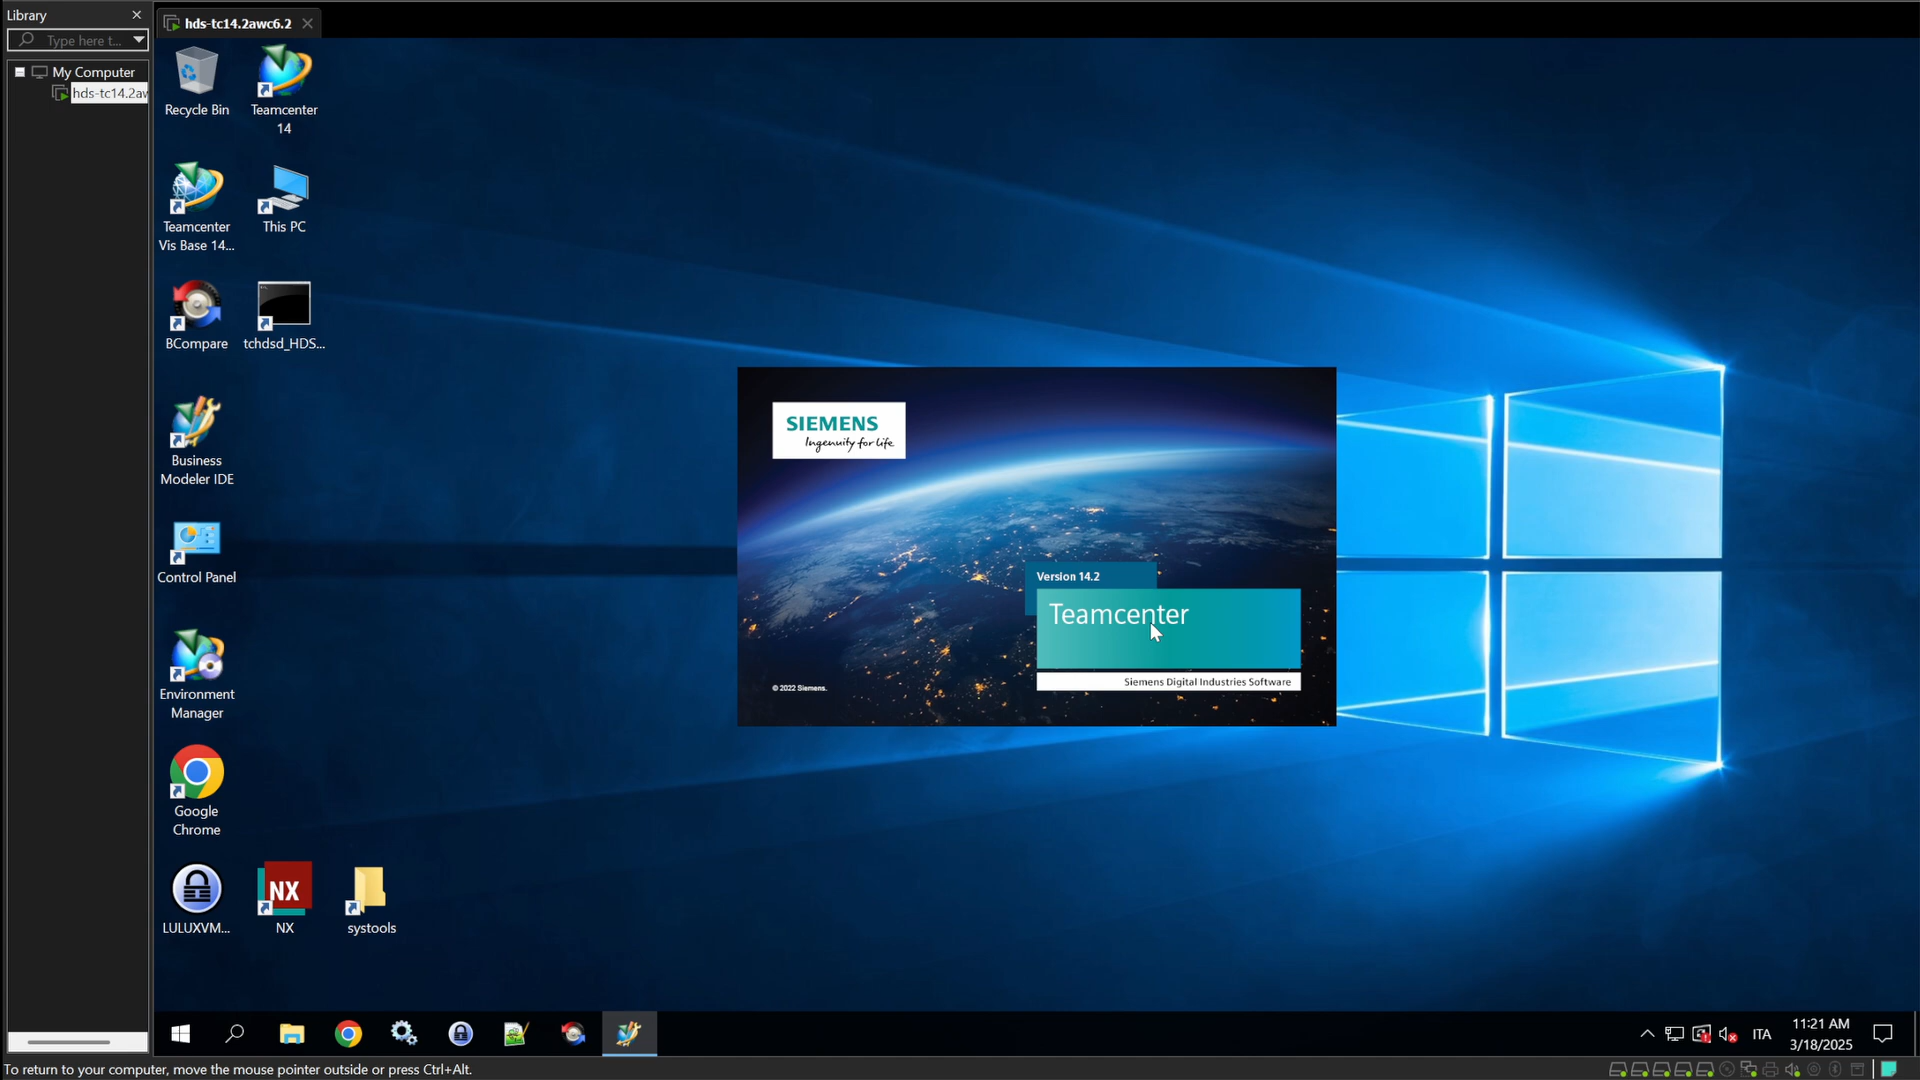 Library
Type here t...
My Computer
hds-tc14.2aw
hds-tc14.2awc6.2
Recycle Bin
Teamcenter
14
Teamcenter
Vis Base 14...
This PC
BCompare
tchdsd_HDS...
Business
Modeler IDE
Control Panel
Environment
Manager
Google
Chrome
LULUXVM...
NX
NX
systools
SIEMENS
Ingenuity for life
Version 14.2
Teamcenter
Siemens Digital Industries Software
© 2022 Siemens.
ITA
11:21 AM
3/18/2025
To return to your computer, move the mouse pointer outside or press Ctrl+Alt.